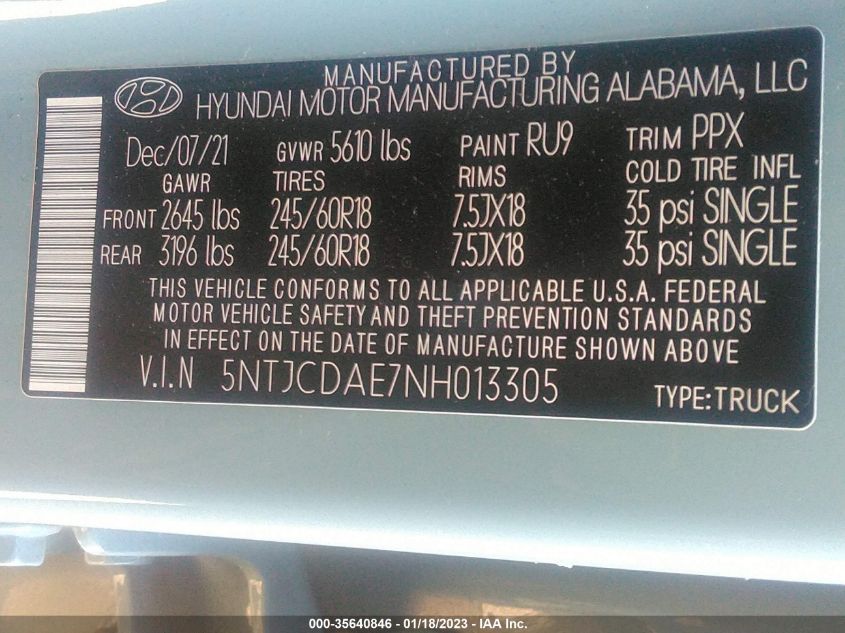 MANUFACTURED BY
HYUNDAI MOTOR MANUFACTURING ALABAMA, LLC
Dec/07/21 GVWR 5610 lbs PAINT RU9 TRIM PPX
GAWR TIRES RIMS COLD TIRE INFL
FRONT 2645 lbs 245/60R18 7.5JX18 35 psi SINGLE
REAR 3196 lbs 245/60R18 7.5JX18 35 psi SINGLE
THIS VEHICLE CONFORMS TO ALL APPLICABLE U.S.A. FEDERAL
MOTOR VEHICLE SAFETY AND THEFT PREVENTION STANDARDS
IN EFFECT ON THE DATE OF MANUFACTURE SHOWN ABOVE
V.I.N 5NTJCDAE7NH013305 TYPE:TRUCK
000-35640846 - 01/18/2023 - IAA Inc.